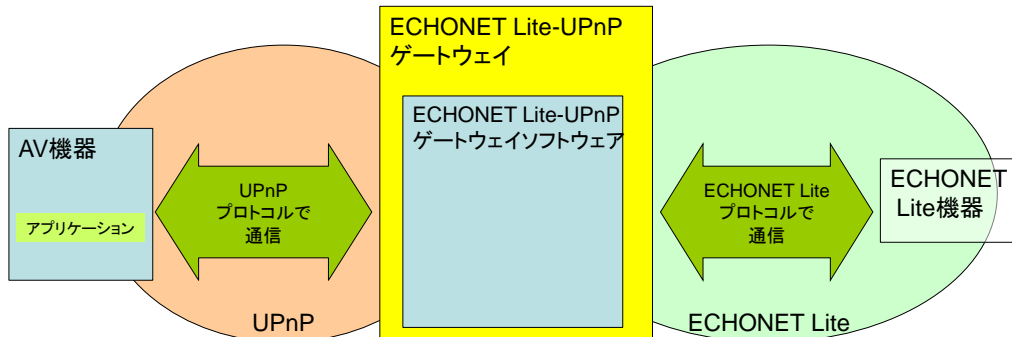 ECHONET Lite-UPnP
ゲートウェイ
ECHONET Lite-UPnP
ゲートウェイソフトウェア
AV機器
アプリケーション
UPnP
プロトコルで
通信
ECHONET Lite
プロトコルで
通信
ECHONET
Lite機器
UPnP
ECHONET Lite